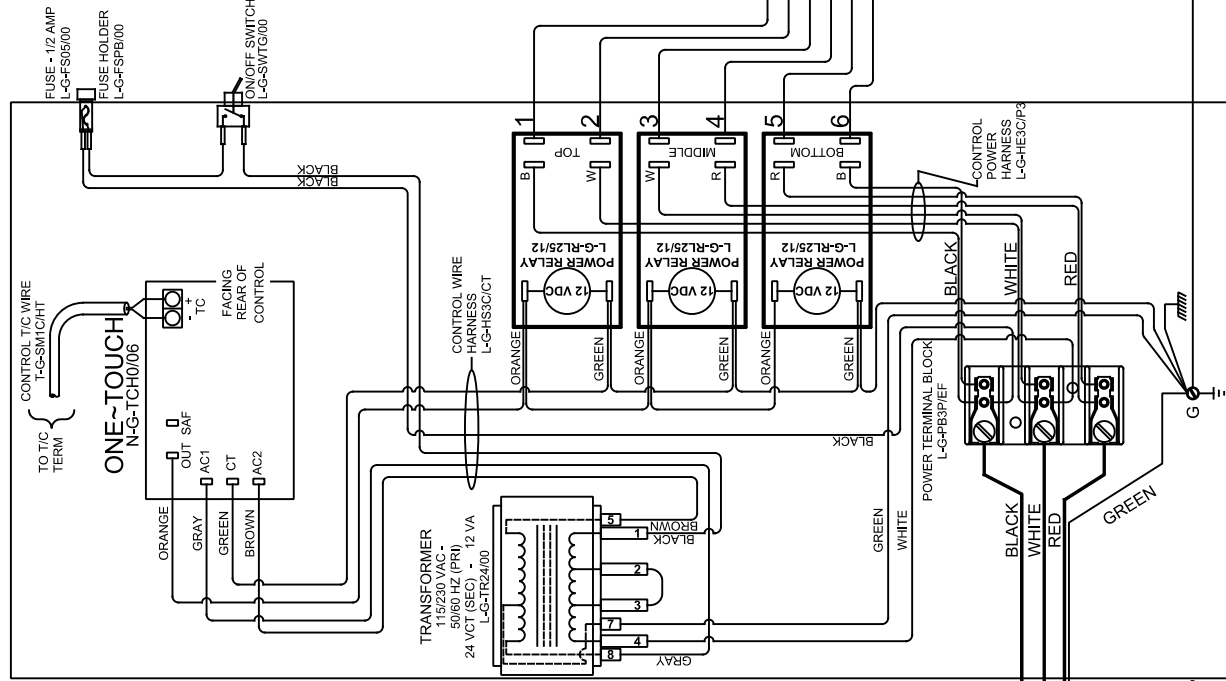 FUSE - 1/2 AMP
L-G-FS05/00
FUSE HOLDER
L-G-FSPB/00
ON/OFF SWITCH
L-G-SWTG/00
BLACK
BLACK
1
2
3
4
5
6
TOP
MIDDLE
BOTTOM
B
W
W
R
R
B
POWER RELAY
L-G-RL25/12
POWER RELAY
L-G-RL25/12
POWER RELAY
L-G-RL25/12
12 VDC
12 VDC
12 VDC
CONTROL
POWER
HARNESS
L-G-HE3C/P3
BLACK
WHITE
RED
CONTROL T/C WIRE
T-G-SM1C/HT
TO T/C
TERM
ONE~TOUCH
N-G-TCH0/06
+
-
TC
FACING
REAR OF
CONTROL
OUT
SAF
AC1
CT
AC2
ORANGE
GRAY
GREEN
BROWN
CONTROL WIRE
HARNESS
L-G-HS3C/CT
ORANGE
GREEN
ORANGE
GREEN
ORANGE
GREEN
BLACK
TRANSFORMER
115/230 VAC -
50/60 HZ (PRI)
24 VCT (SEC) - 12 VA
L-G-TR24/00
5
BROWN
1
BLACK
2
3
7
4
8
GRAY
GREEN
WHITE
POWER TERMINAL BLOCK
L-G-PB3P/EF
G
BLACK
WHITE
RED
GREEN